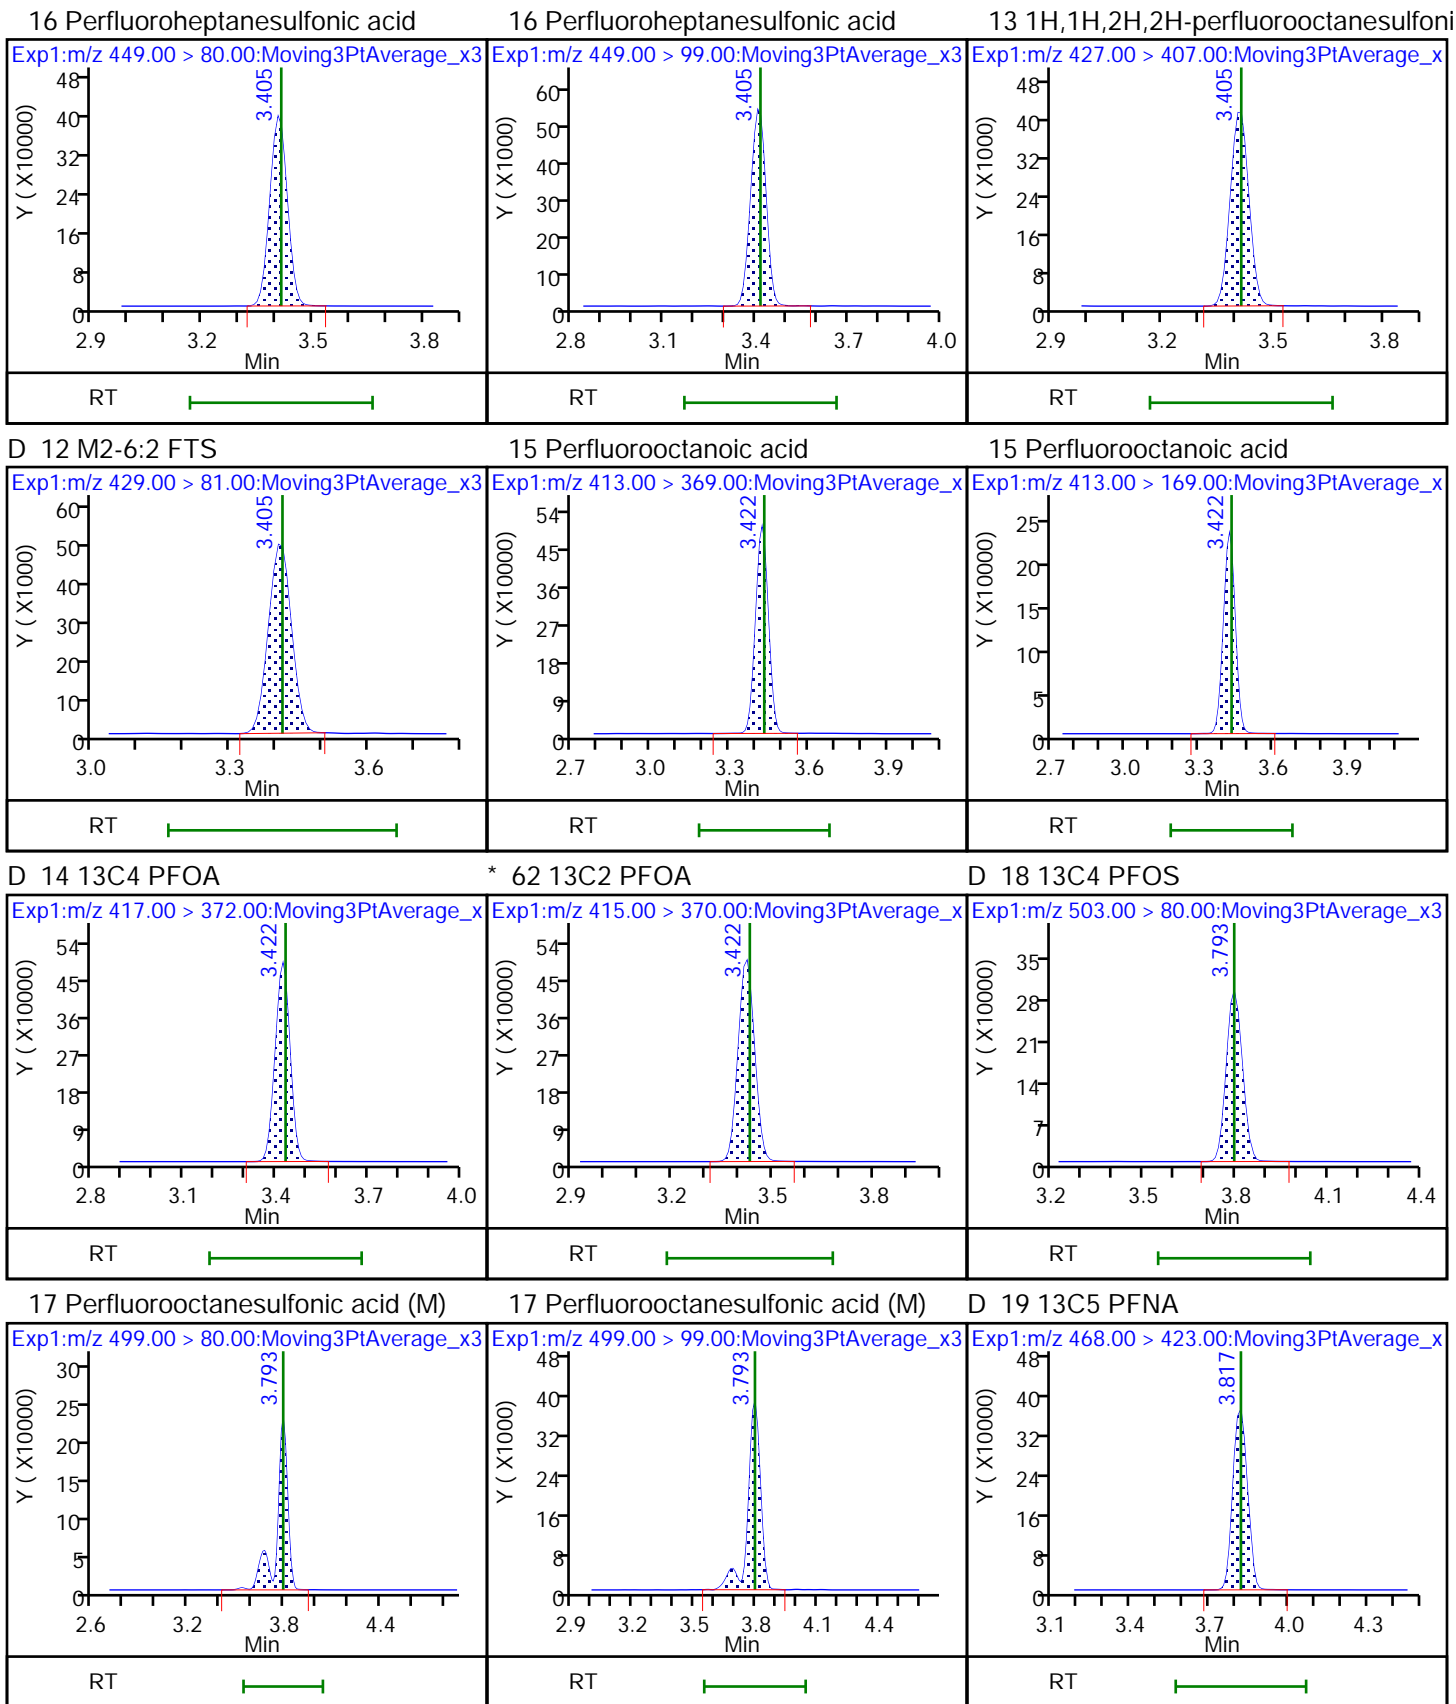 16 Perfluoroheptanesulfonic acid
16 Perfluoroheptanesulfonic acid
13 1H,1H,2H,2H-perfluorooctanesulfoni
Exp1:m/z 449.00 > 80.00:Moving3PtAverage_x3
Exp1:m/z 449.00 > 99.00:Moving3PtAverage_x3
Exp1:m/z 427.00 > 407.00:Moving3PtAverage_x
3.405
3.405
3.405
Y ( X10000)
48
40
32
24
16
8
0
2.9 3.2 3.5 3.8
Min
RT
Y ( X1000)
60
50
40
30
20
10
0
2.8 3.1 3.4 3.7 4.0
Min
RT
Y ( X1000)
48
40
32
24
16
8
0
2.9 3.2 3.5 3.8
Min
RT
D 12 M2-6:2 FTS
15 Perfluorooctanoic acid
15 Perfluorooctanoic acid
Exp1:m/z 429.00 > 81.00:Moving3PtAverage_x3
Exp1:m/z 413.00 > 369.00:Moving3PtAverage_x
Exp1:m/z 413.00 > 169.00:Moving3PtAverage_x
3.405
3.422
3.422
Y ( X1000)
60
50
40
30
20
10
0
3.0 3.3 3.6
Min
RT
Y ( X10000)
54
45
36
27
18
9
0
2.7 3.0 3.3 3.6 3.9
Min
RT
Y ( X10000)
25
20
15
10
5
0
2.7 3.0 3.3 3.6 3.9
Min
RT
D 14 13C4 PFOA
* 62 13C2 PFOA
D 18 13C4 PFOS
Exp1:m/z 417.00 > 372.00:Moving3PtAverage_x
Exp1:m/z 415.00 > 370.00:Moving3PtAverage_x
Exp1:m/z 503.00 > 80.00:Moving3PtAverage_x3
3.422
3.422
3.793
Y ( X10000)
54
45
36
27
18
9
0
2.8 3.1 3.4 3.7 4.0
Min
RT
Y ( X10000)
54
45
36
27
18
9
0
2.9 3.2 3.5 3.8
Min
RT
Y ( X10000)
35
28
21
14
7
0
3.2 3.5 3.8 4.1 4.4
Min
RT
17 Perfluorooctanesulfonic acid (M)
17 Perfluorooctanesulfonic acid (M)
D 19 13C5 PFNA
Exp1:m/z 499.00 > 80.00:Moving3PtAverage_x3
Exp1:m/z 499.00 > 99.00:Moving3PtAverage_x3
Exp1:m/z 468.00 > 423.00:Moving3PtAverage_x
3.793
3.793
3.817
Y ( X10000)
30
25
20
15
10
5
0
2.6 3.2 3.8 4.4
Min
RT
Y ( X1000)
48
40
32
24
16
8
0
2.9 3.2 3.5 3.8 4.1 4.4
Min
RT
Y ( X10000)
48
40
32
24
16
8
0
3.1 3.4 3.7 4.0 4.3
Min
RT